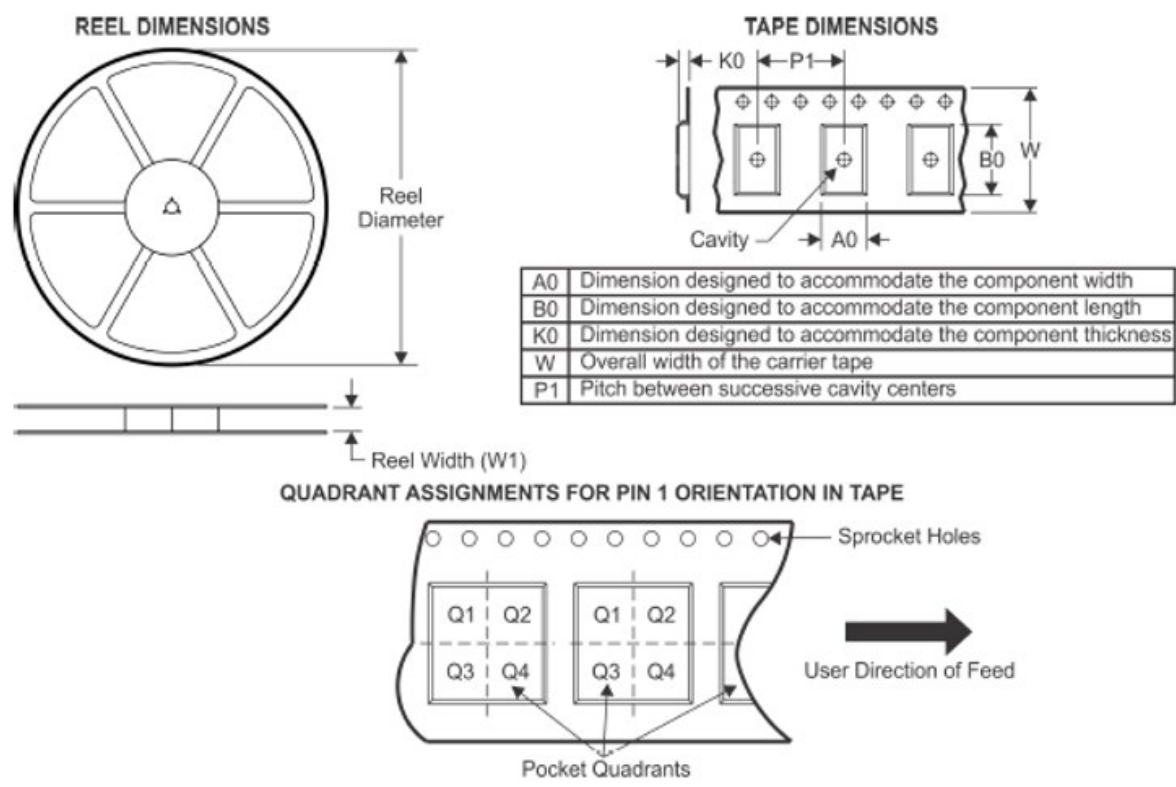 REEL DIMENSIONS
Reel
Diameter
Reel Width (W1)
TAPE DIMENSIONS
K0
P1
B0
W
Cavity
A0
A0 Dimension designed to accommodate the component width
B0 Dimension designed to accommodate the component length
K0 Dimension designed to accommodate the component thickness
W Overall width of the carrier tape
P1 Pitch between successive cavity centers
QUADRANT ASSIGNMENTS FOR PIN 1 ORIENTATION IN TAPE
Sprocket Holes
Q1 Q2 Q1 Q2
Q3 Q4 Q3 Q4
User Direction of Feed
Pocket Quadrants